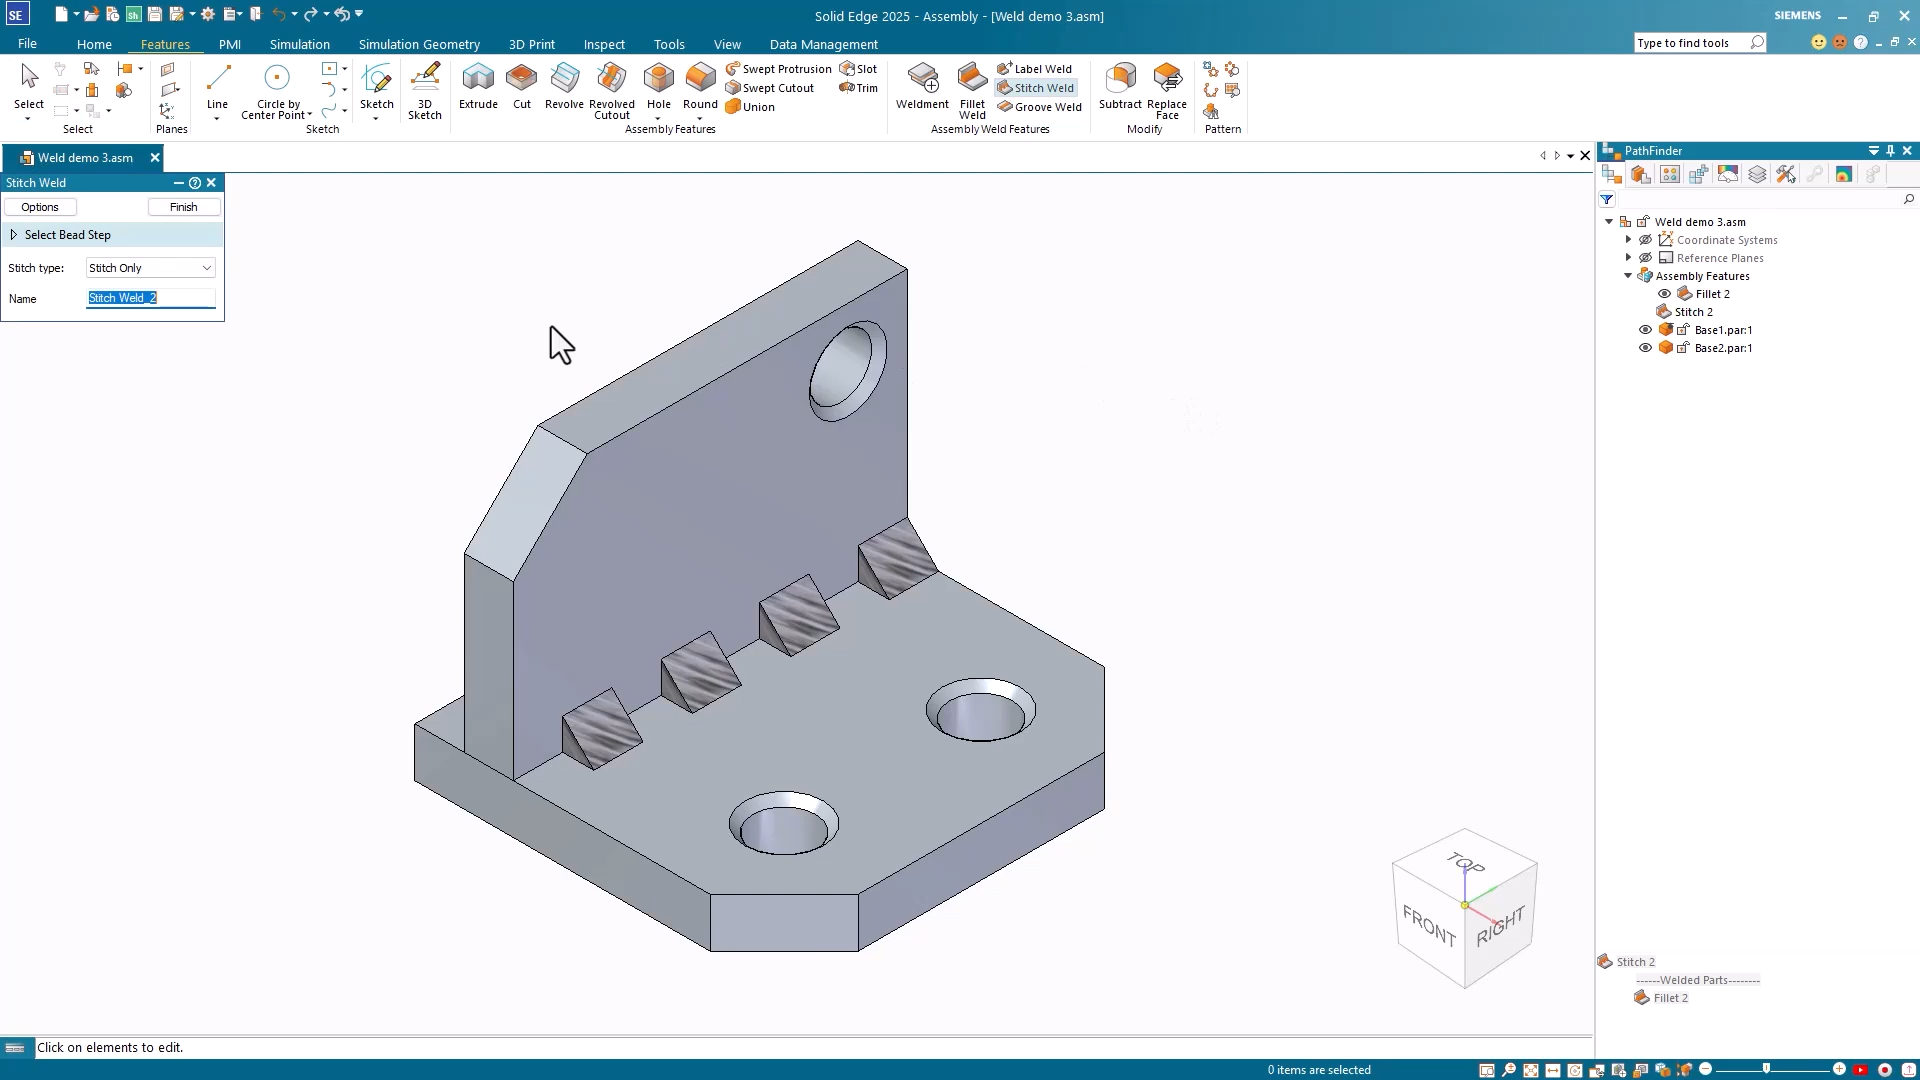 SE
Sh
Solid Edge 2025 - Assembly - [Weld demo 3.asm]
SIEMENS
File
Home
Features
PMI
Simulation
Simulation Geometry
3D Print
Inspect
Tools
View
Data Management
Type to find tools
Select
Line
Circle by
Center Point
Sketch
3D
Sketch
Extrude
Cut
Revolve
Revolved
Cutout
Hole
Round
Swept Protrusion
Swept Cutout
Union
Slot
Trim
Weldment
Fillet
Weld
Label Weld
Stitch Weld
Groove Weld
Subtract
Replace
Face
Select
Planes
Sketch
Assembly Features
Assembly Weld Features
Modify
Pattern
Weld demo 3.asm
Stitch Weld
Options
Finish
Select Bead Step
Stitch type:
Stitch Only
Name
Stitch Weld_2
PathFinder
Weld demo 3.asm
Coordinate Systems
Reference Planes
Assembly Features
Fillet 2
Stitch 2
Base1.par:1
Base2.par:1
TOP
FRONT
RIGHT
Stitch 2
------Welded Parts--------
Fillet 2
Click on elements to edit.
0 items are selected